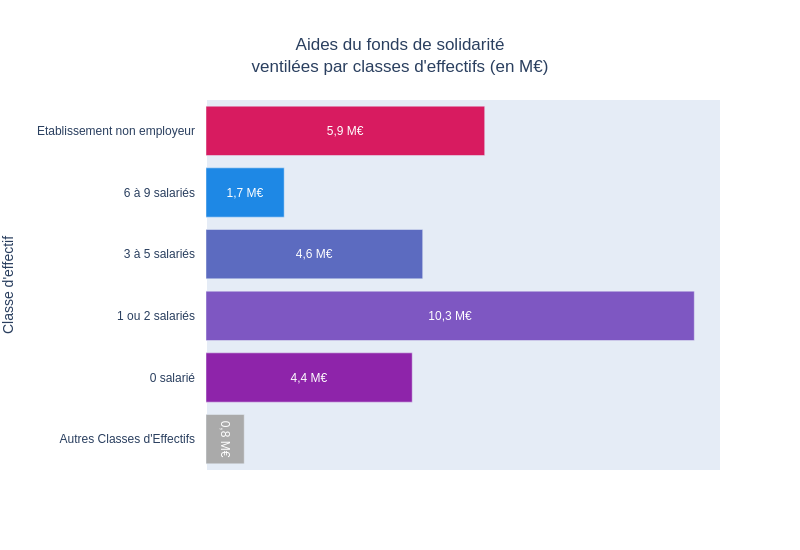 Aides du fonds de solidarité
ventilées par classes d'effectifs (en M€)
Classe d'effectif
Etablissement non employeur
5,9 M€
6 à 9 salariés
1,7 M€
3 à 5 salariés
4,6 M€
1 ou 2 salariés
10,3 M€
0 salarié
4,4 M€
Autres Classes d'Effectifs
0,8 M€